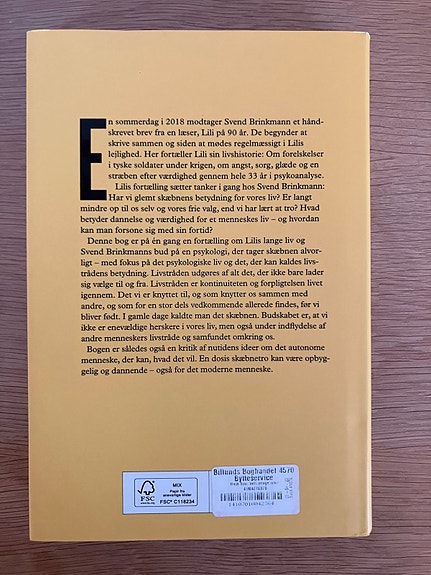 En sommerdag i 2018 modtager Svend Brinkmann et hånd-
skrevet brev fra en læser, Lili på 90 år. De begynder at
skrive sammen og siden at mødes regelmæssigt i Lilis
lejlighed. Her fortæller Lili sin livshistorie: Om forelskelser
i tyske soldater under krigen, om angst, sorg, glæde og en
stræben efter værdighed gennem hele 33 år i psykoanalyse.
Lilis fortælling sætter tanker i gang hos Svend Brinkmann:
Har vi glemt skæbnens betydning for vores liv? Er langt
mindre op til os selv og vores frie valg, end vi har lært at tro? Hvad
betyder dannelse og værdighed for et menneskes liv – og hvordan
kan man forsone sig med sin fortid?
Denne bog er på én gang en fortælling om Lilis lange liv og
Svend Brinkmanns bud på en psykologi, der tager skæbnen alvor-
ligt – med fokus på det psykologiske liv og det, der kan kaldes livs-
trådens betydning. Livstråden udgøres af alt det, der ikke bare lader
sig vælge til og fra. Livstråden er kontinuiteten og forpligtelsen livet
igennem. Det vi er knyttet til, og som knytter os sammen med
andre, og som for en stor dels vedkommende allerede findes, før vi
bliver født. I gamle dage kaldte man det skæbnen. Budskabet er, at vi
ikke er enevældige herskere i vores liv, men også under indflydelse af
andre menneskers livstråde og samfundet omkring os.
Bogen er således også en kritik af nutidens ideer om det autonome
menneske, der kan, hvad det vil. En dosis skæbnetro kan være opbyg-
gelig og dannende – også for det moderne menneske.
FSC
MIX
Papir fra
ansvarlige kilder
FSC® C118234
Billunds Boghandel 4570
Bytteservice